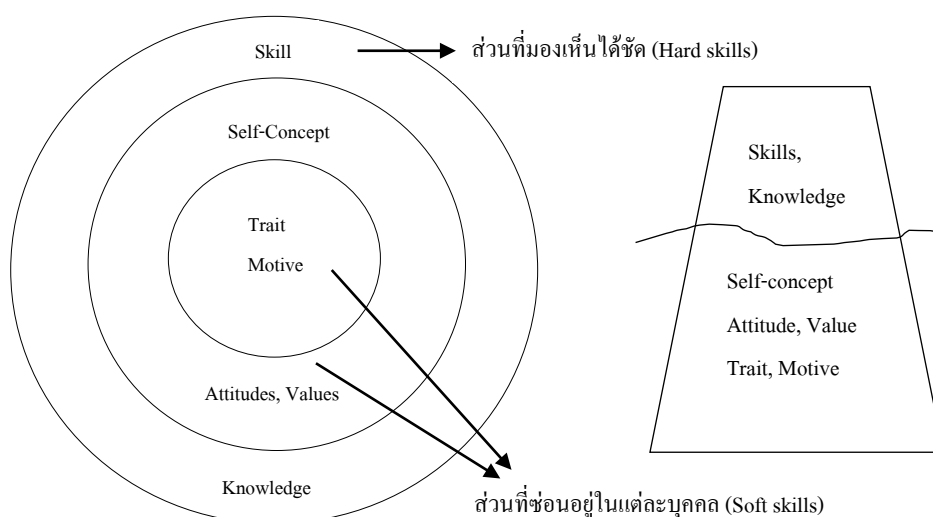 Skill
ส่วนที่มองเห็นได้ชัด (Hard skills)
Self-Concept
Trait
Motive
Attitudes, Values
Knowledge
ส่วนที่ซ่อนอยู่ในแต่ละบุคคล (Soft skills)
Skills,
Knowledge
Self-concept
Attitude, Value
Trait, Motive